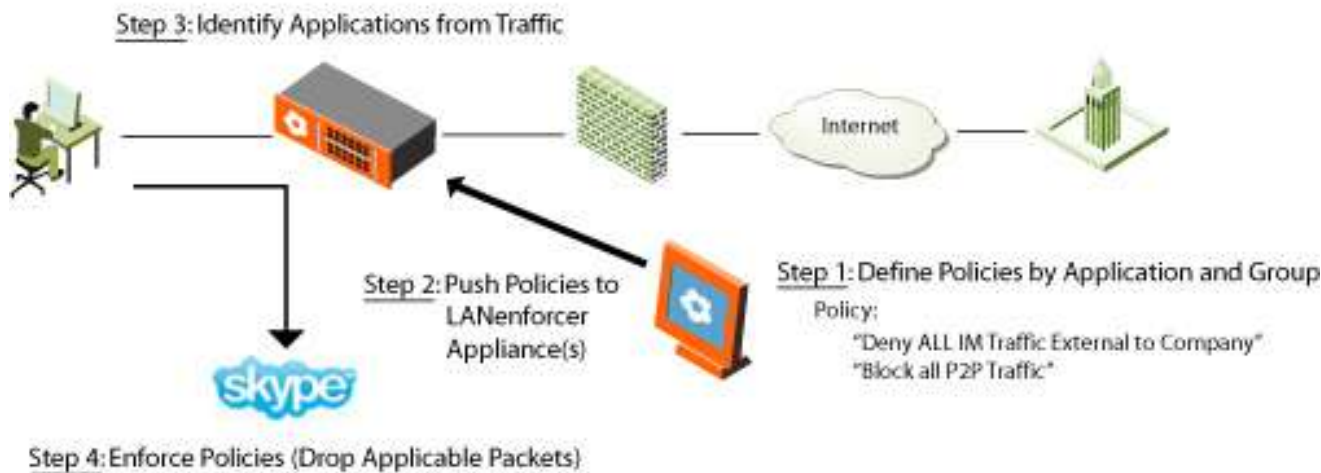 Step 3: Identify Applications from Traffic
Internet
Step 2: Push Policies to
LANenforcer
Appliance(s)
Step 1: Define Policies by Application and Group
Policy:
"Deny ALL IM Traffic External to Company"
"Block all P2P Traffic"
skype
Step 4: Enforce Policies (Drop Applicable Packets)